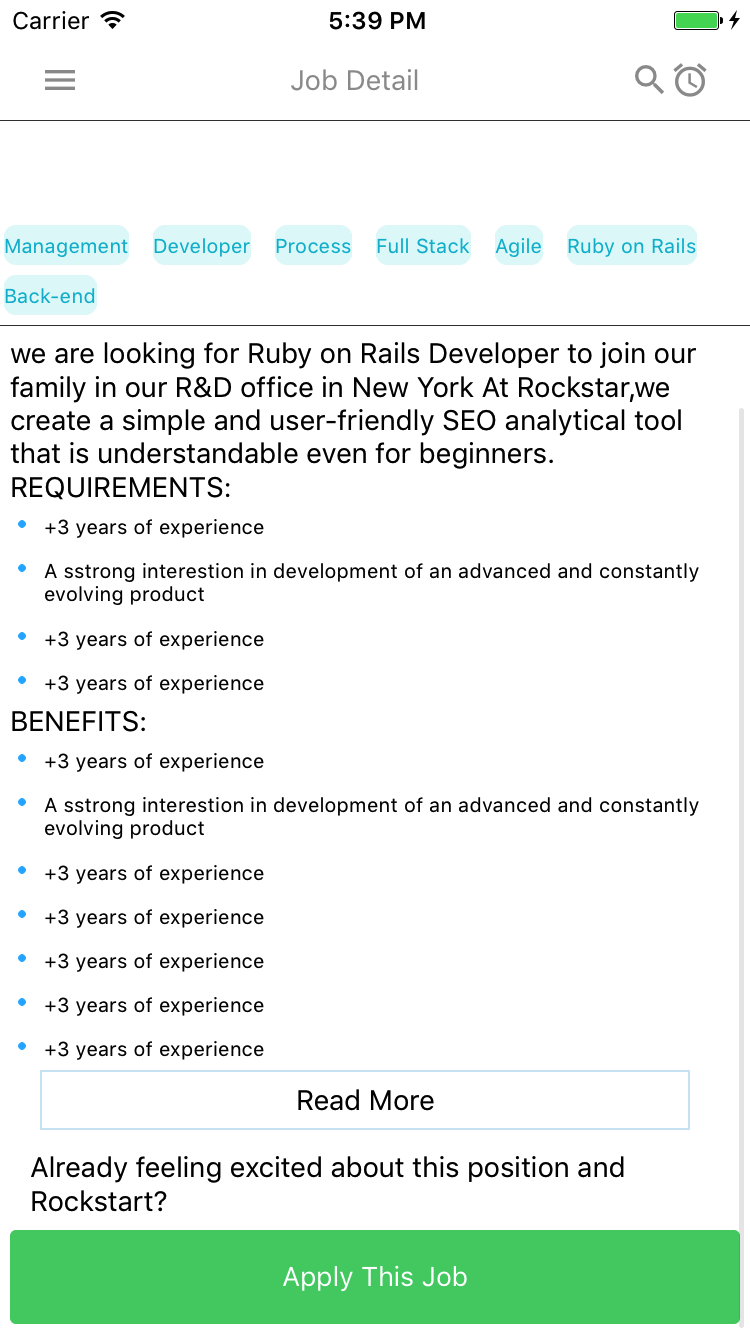 Carrier 5:39 PM
Job Detail
Management Developer Process Full Stack Agile Ruby on Rails
Back-end
we are looking for Ruby on Rails Developer to join our
family in our R&D office in New York At Rockstar,we
create a simple and user-friendly SEO analytical tool
that is understandable even for beginners.
REQUIREMENTS:
+3 years of experience
A sstrong interestion in development of an advanced and constantly
evolving product
+3 years of experience
+3 years of experience
BENEFITS:
+3 years of experience
A sstrong interestion in development of an advanced and constantly
evolving product
+3 years of experience
+3 years of experience
+3 years of experience
+3 years of experience
+3 years of experience
Read More
Already feeling excited about this position and
Rockstart?
Apply This Job